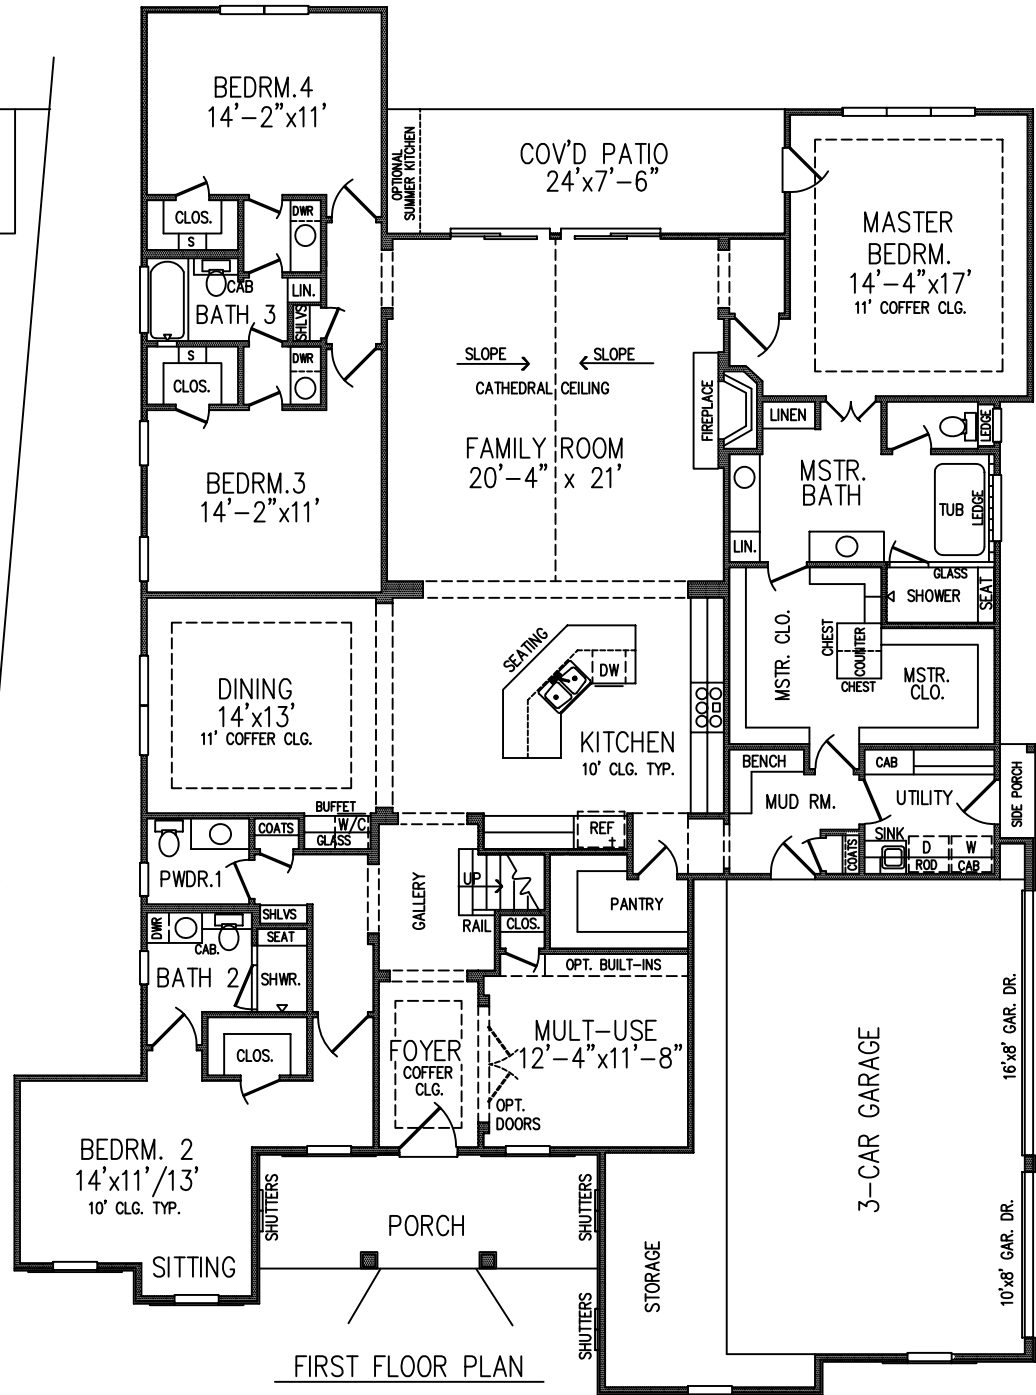 BEDRM.4
14'-2"x11'
CLOS.
S
DWR
OPTIONAL
SUMMER KITCHEN
COV'D PATIO
24'x7'-6"
MASTER
BEDRM.
14'-4"x17'
11' COFFER CLG.
CAB
LIN.
BATH 3
SHLVS
S
DWR
CLOS.
SLOPE
SLOPE
CATHEDRAL CEILING
FIREPLACE
FAMILY ROOM
20'-4" x 21'
LINEN
LEDGE
BEDRM.3
14'-2"x11'
MSTR.
BATH
TUB
LEDGE
LIN.
GLASS
SHOWER
SEAT
MSTR. CLO.
CHEST
COUNTER
CHEST
MSTR.
CLO.
SEATING
DW
DINING
14'x13'
11' COFFER CLG.
KITCHEN
10' CLG. TYP.
BENCH
MUD RM.
CAB
UTILITY
SIDE PORCH
BUFFET
W/C
GLASS
COATS
REF
SINK
D
W
ROD
CAB
COATS
PWDR.1
SHLVS
GALLERY
UP
RAIL
CLOS.
PANTRY
DWR
CAB.
SEAT
BATH 2
SHWR.
OPT. BUILT-INS
CLOS.
FOYER
COFFER
CLG.
MULT-USE
12'-4"x11'-8"
OPT.
DOORS
3-CAR GARAGE
16'x8' GAR. DR.
BEDRM. 2
14'x11'/13'
10' CLG. TYP.
SITTING
SHUTTERS
PORCH
SHUTTERS
STORAGE
10'x8' GAR. DR.
SHUTTERS
FIRST FLOOR PLAN